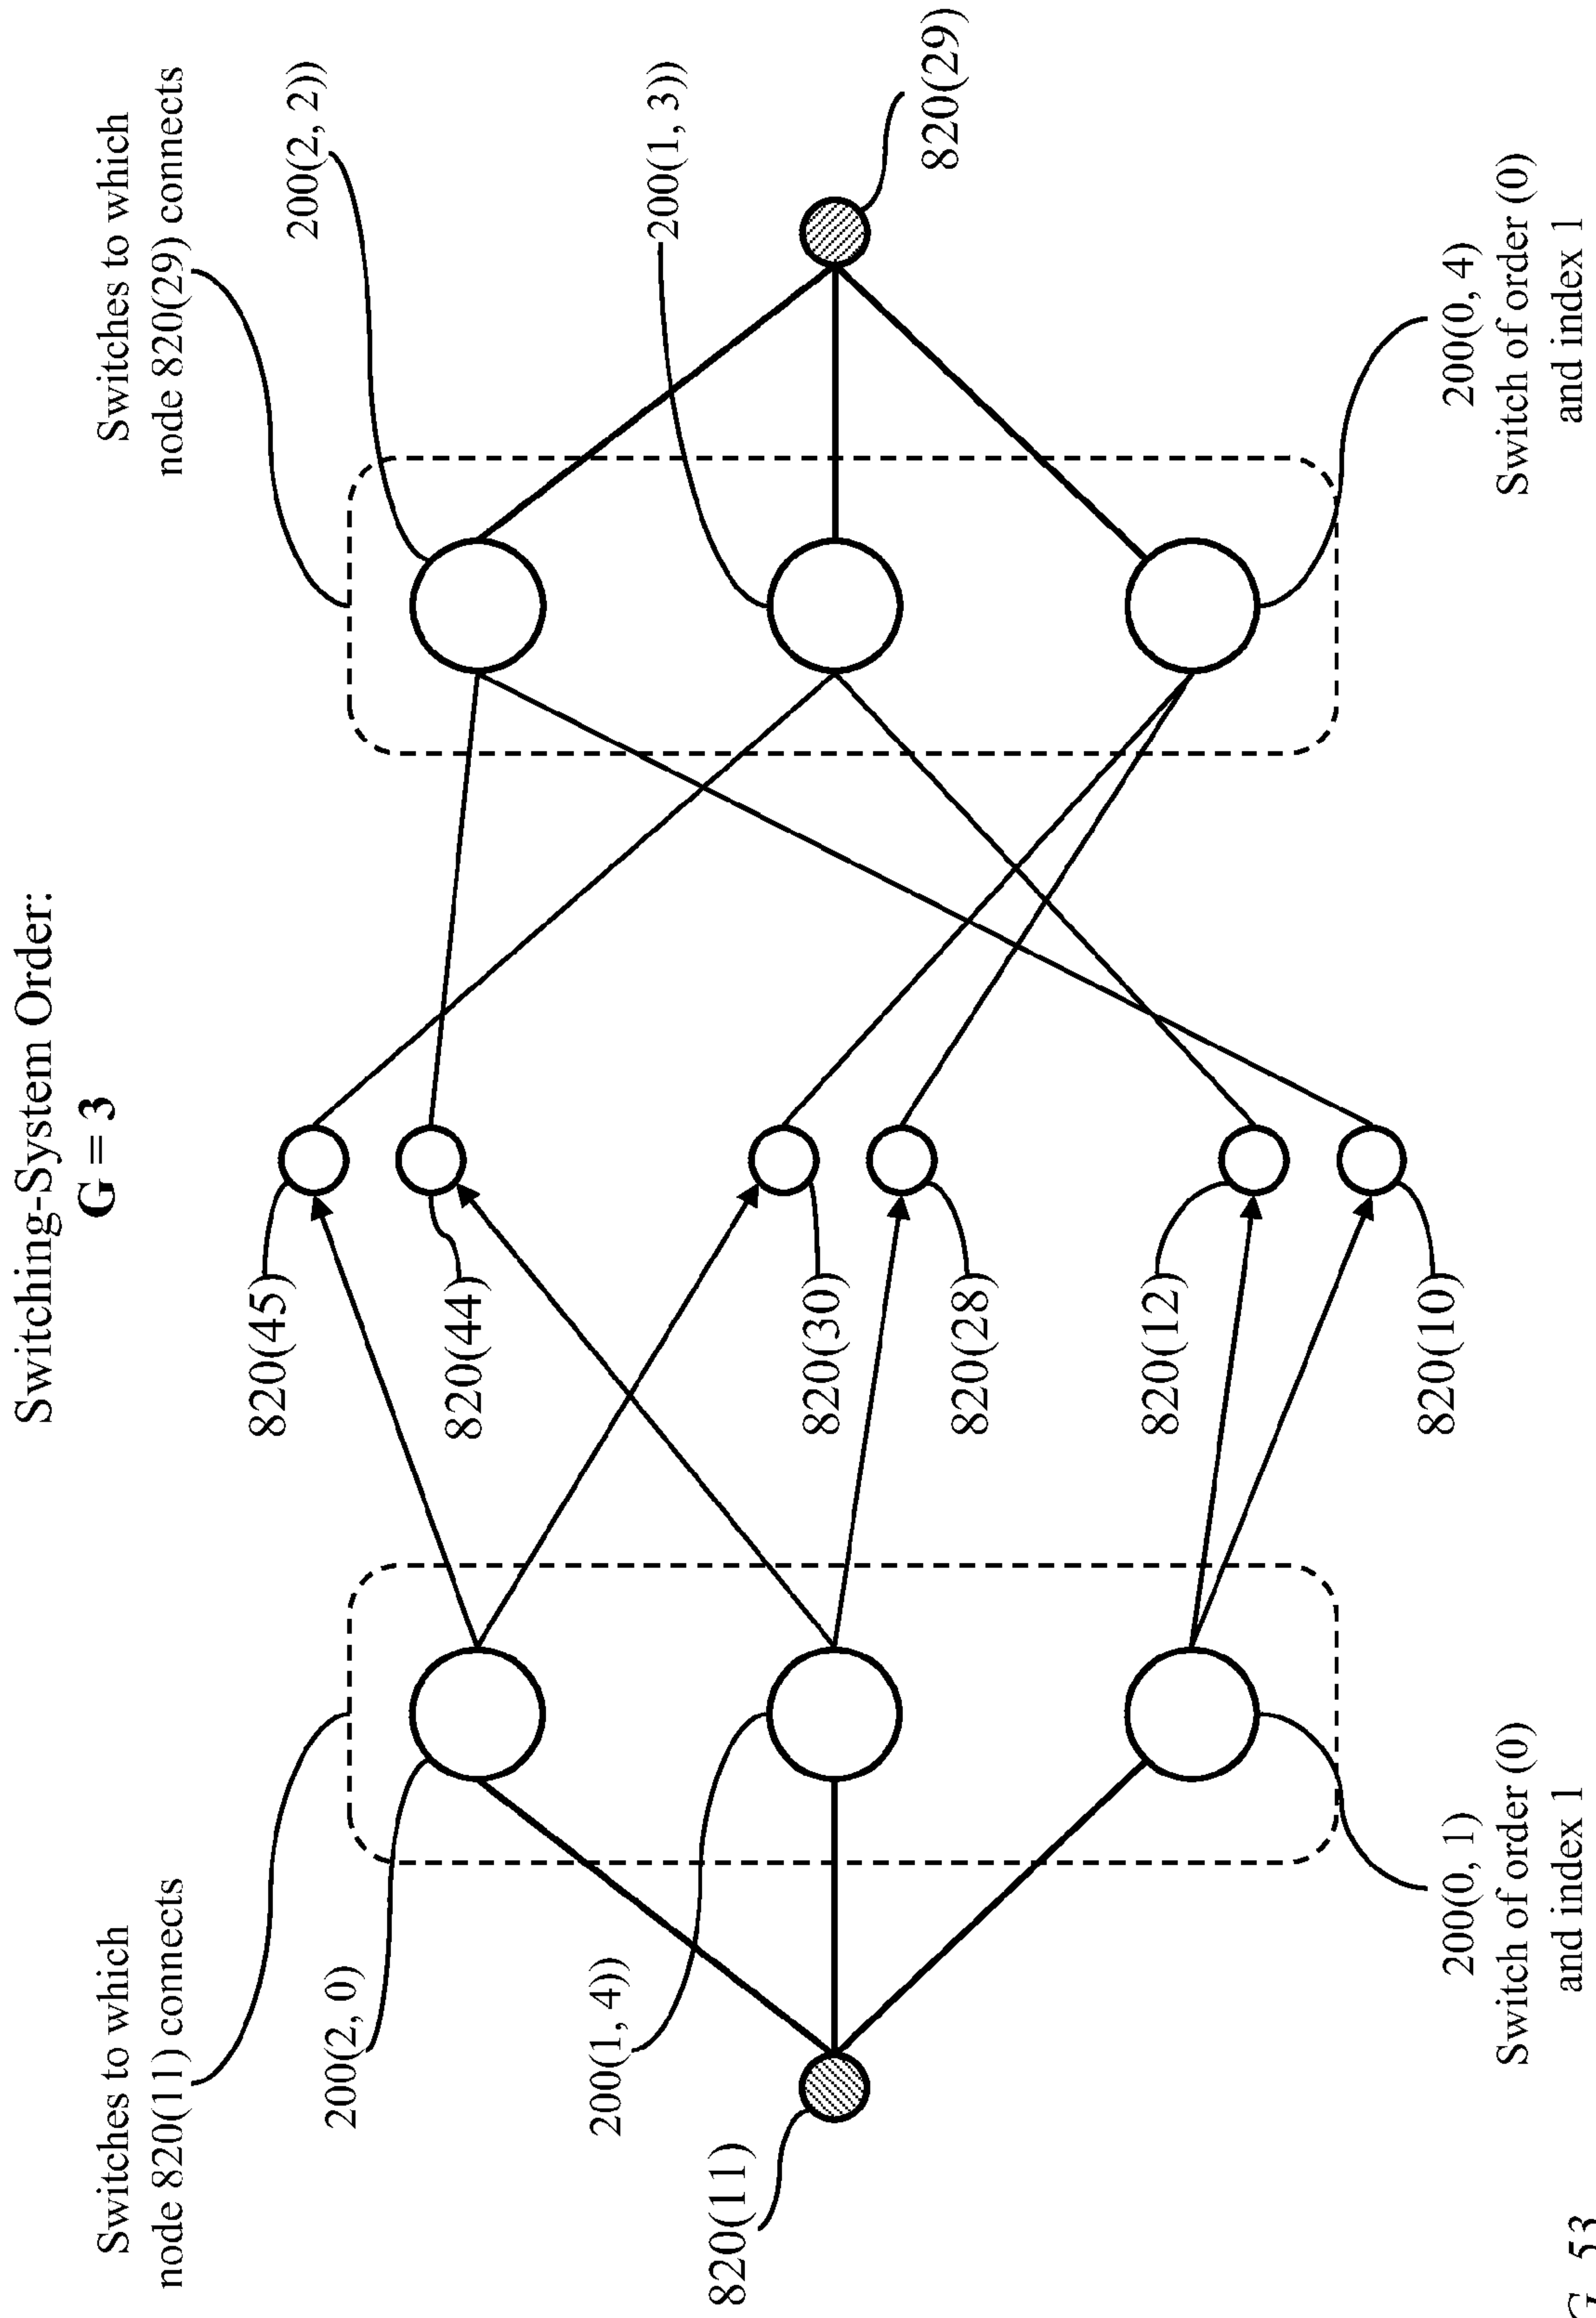 Switching-System Order:
G = 3
Switches to which
node 820(11) connects
Switches to which
node 820(29) connects
820(45)
200(2, 2))
200(2, 0)
820(44)
200(1, 4))
200(1, 3))
820(11)
820(30)
820(29)
820(28)
820(12)
820(10)
200(0, 1)
Switch of order (0)
and index 1
200(0, 4)
Switch of order (0)
and index 1
53